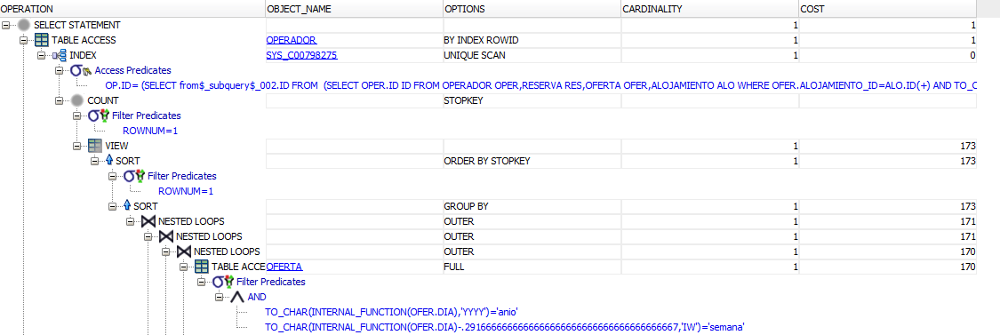 OPERATION OBJECT_NAME OPTIONS CARDINALITY COST
SELECT STATEMENT 1 1
TABLE ACCESS OPERADOR BY INDEX ROWID 1 1
INDEX SYS_C00798275 UNIQUE SCAN 1 0
Access Predicates
OP.ID= (SELECT from$_subquery$_002.ID FROM (SELECT OPER.ID ID FROM OPERADOR OPER,RESERVA RES,OFERTA OFER,ALOJAMIENTO ALO WHERE OFER.ALOJAMIENTO_ID=ALO.ID(+) AND TO_C
COUNT STOPKEY
Filter Predicates
ROWNUM=1
VIEW 1 173
SORT ORDER BY STOPKEY 1 173
Filter Predicates
ROWNUM=1
SORT GROUP BY 1 173
NESTED LOOPS OUTER 1 171
NESTED LOOPS OUTER 1 171
NESTED LOOPS OUTER 1 170
TABLE ACCE OFERTA FULL 1 170
Filter Predicates
AND
TO_CHAR(INTERNAL_FUNCTION(OFER.DIA),'YYYY')='anio'
TO_CHAR(INTERNAL_FUNCTION(OFER.DIA)-.2916666666666666666666666666666666666667,'IW')='semana'